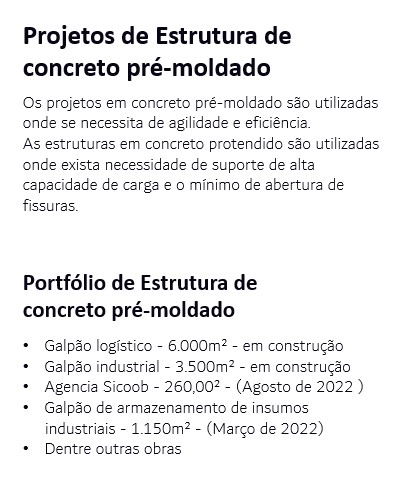 Projetos de Estrutura de
concreto pré-moldado
Os projetos em concreto pré-moldado são utilizadas
onde se necessita de agilidade e eficiência.
As estruturas em concreto protendido são utilizadas
onde exista necessidade de suporte de alta
capacidade de carga e o mínimo de abertura de
fissuras.
Portfólio de Estrutura de
concreto pré-moldado
• Galpão logístico - 6.000m² - em construção
• Galpão industrial - 3.500m² - em construção
• Agencia Sicoob - 260,00² - (Agosto de 2022 )
• Galpão de armazenamento de insumos
industriais - 1.150m² - (Março de 2022)
• Dentre outras obras